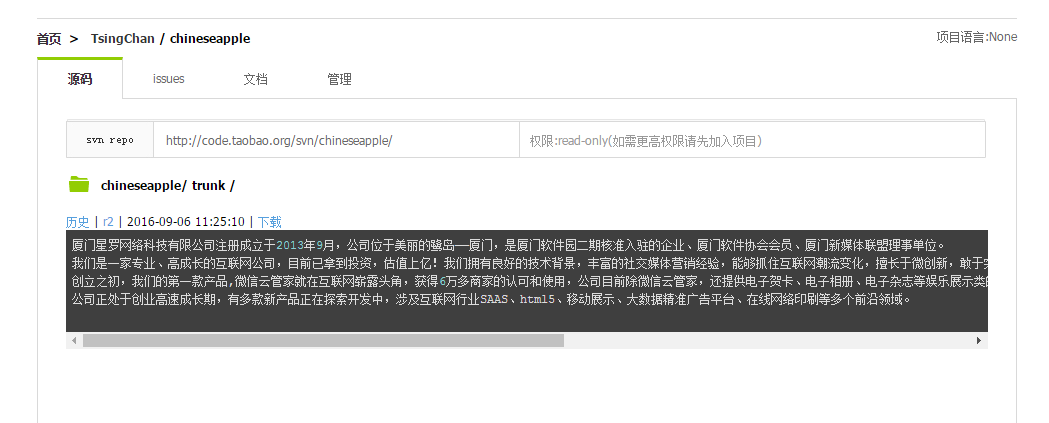 首页 > TsingChan / chineseapple
项目语言:None
源码 issues 文档 管理
svn repo http://code.taobao.org/svn/chineseapple/ 权限:read-only(如需更高权限请先加入项目)
chineseapple/ trunk /
历史 | r2 | 2016-09-06 11:25:10 | 下载
厦门星罗网络科技有限公司注册成立于2013年9月，公司位于美丽的鹭岛——厦门，是厦门软件园二期核准入驻的企业、厦门软件协会会员、厦门新媒体联盟理事单位。
我们是一家专业、高成长的互联网公司，目前已拿到投资，估值上亿！我们拥有良好的技术背景，丰富的社交媒体营销经验，能够抓住互联网潮流变化，擅长于微创新，敢于
创立之初，我们的第一款产品,微信云管家就在互联网崭露头角，获得6万多商家的认可和使用，公司目前除微信云管家，还提供电子贺卡、电子相册、电子杂志等娱乐展示类
公司正处于创业高速成长期，有多款新产品正在探索开发中，涉及互联网行业SAAS、html5、移动展示、大数据精准广告平台、在线网络印刷等多个前沿领域。